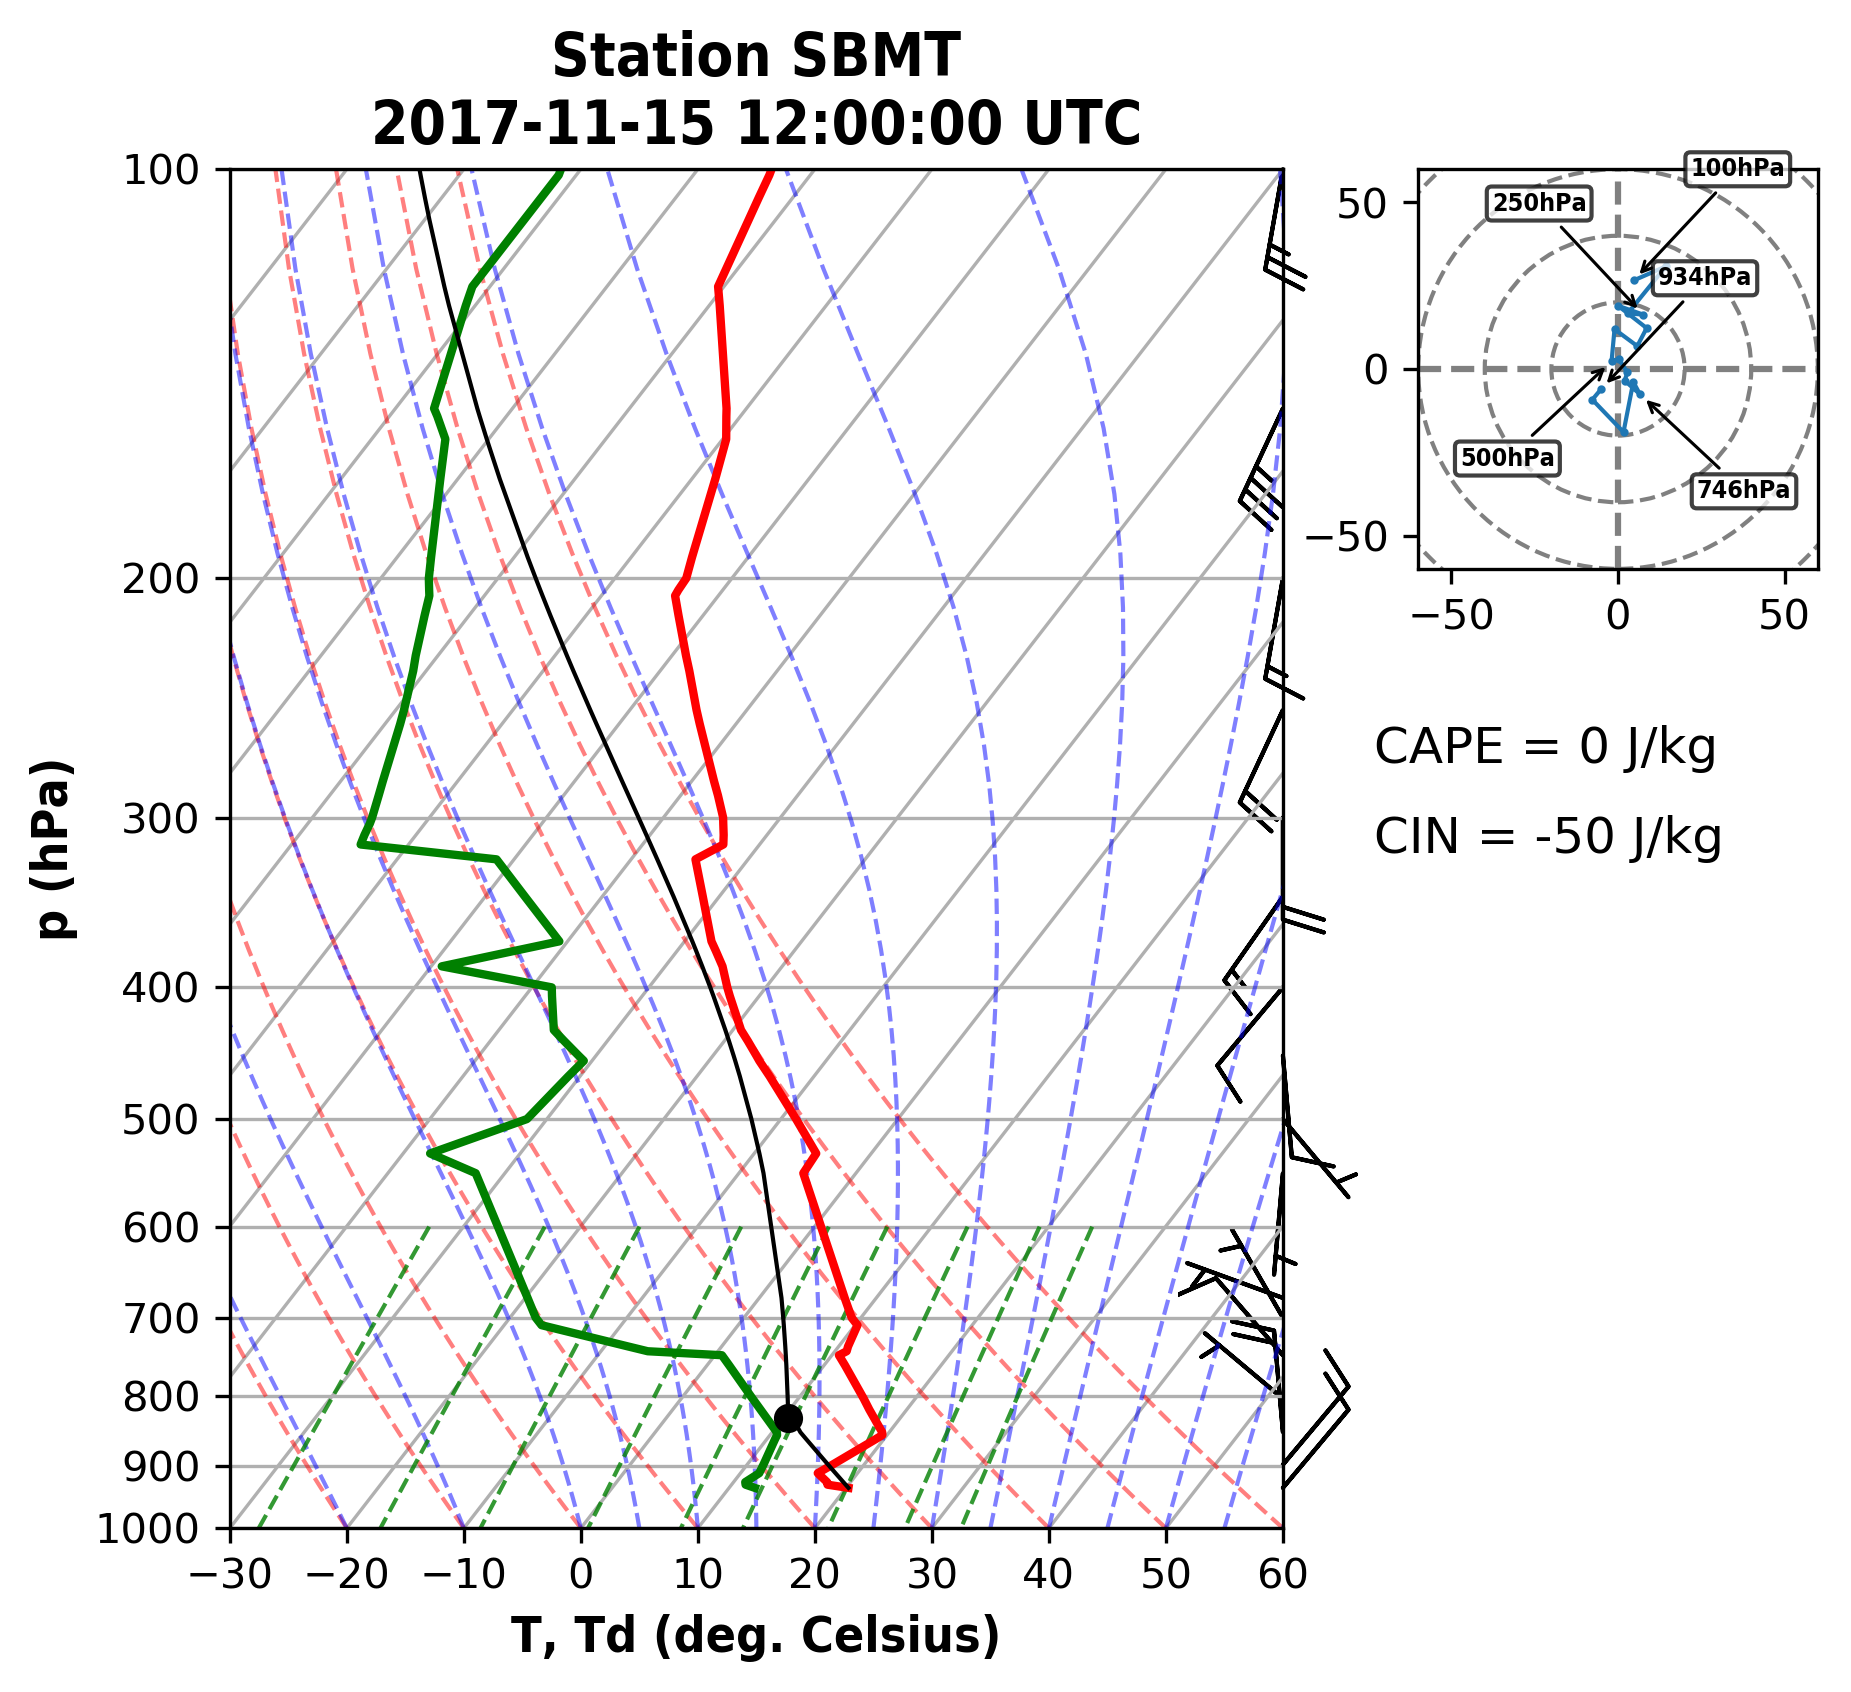 Station SBMT
2017-11-15 12:00:00 UTC
100
200
300
400
500
600
700
800
900
1000
p (hPa)
−30 −20 −10 0 10 20 30 40 50 60
T, Td (deg. Celsius)
100hPa
250hPa
934hPa
500hPa
746hPa
50
0
−50
−50 0 50
CAPE = 0 J/kg
CIN = -50 J/kg